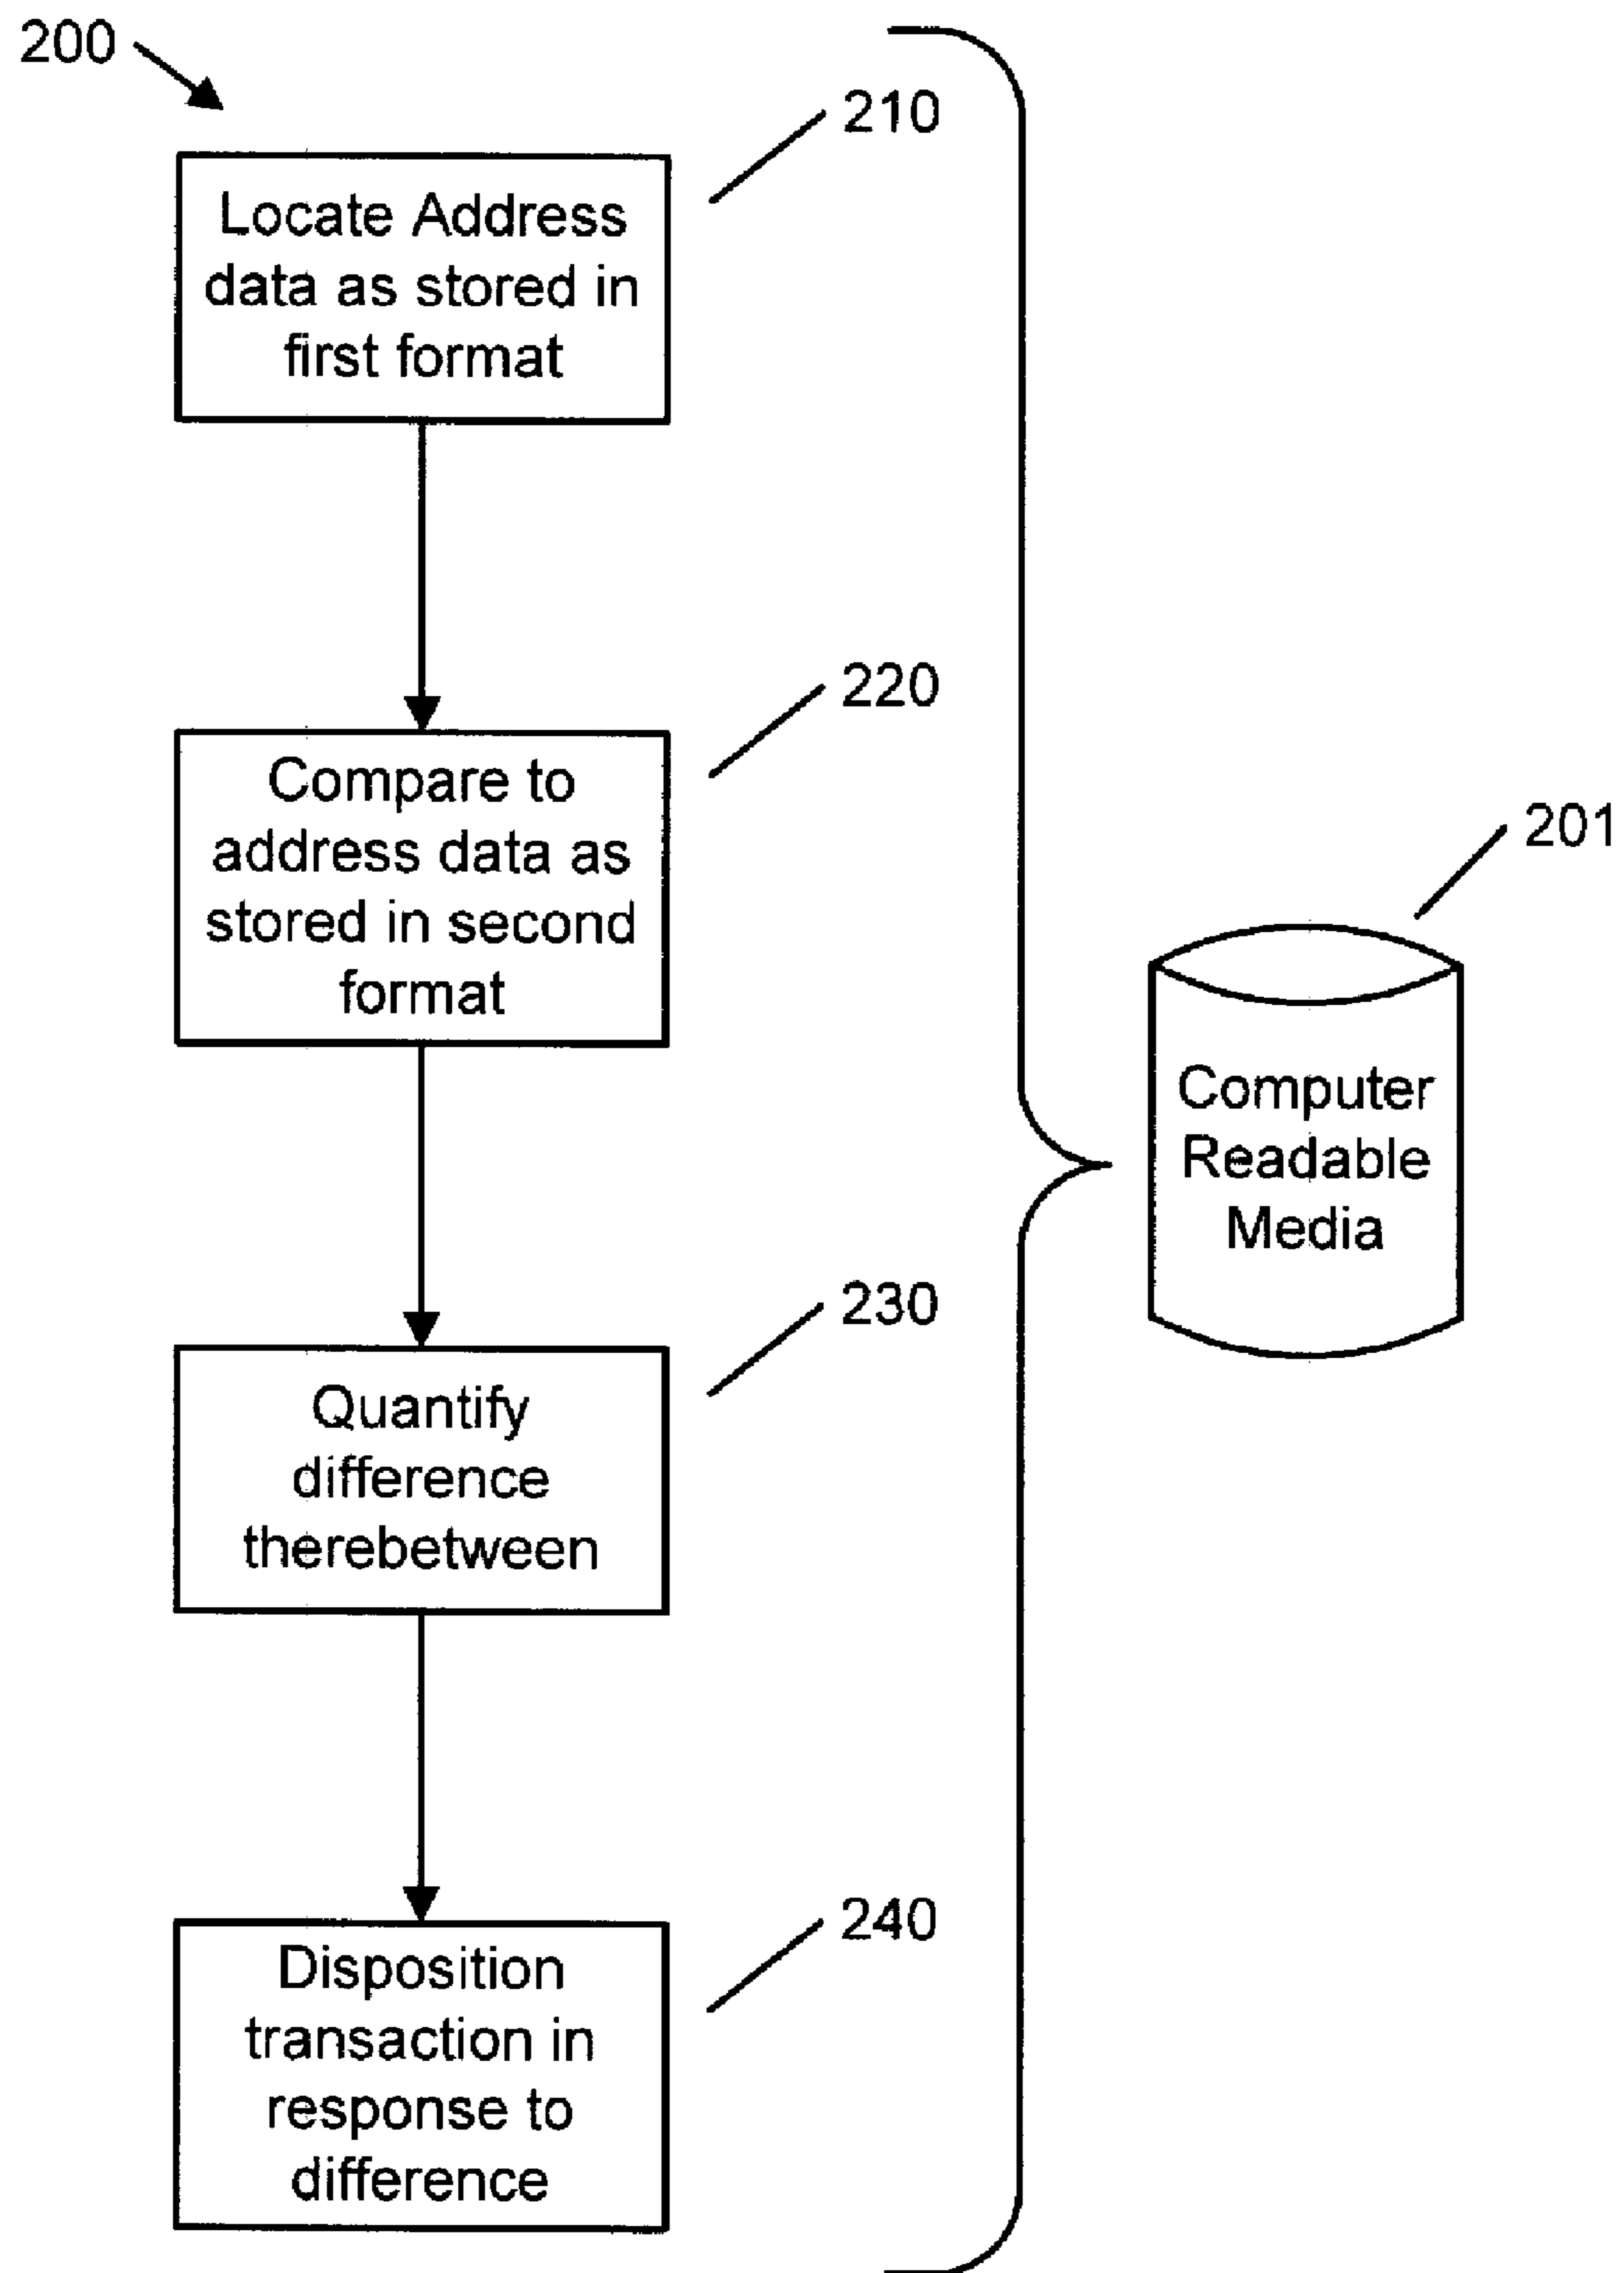 200
210
Locate Address
data as stored in
first format
220
Compare to
address data as
stored in second
format
201
Computer
Readable
Media
230
Quantify
difference
therebetween
240
Disposition
transaction in
response to
difference